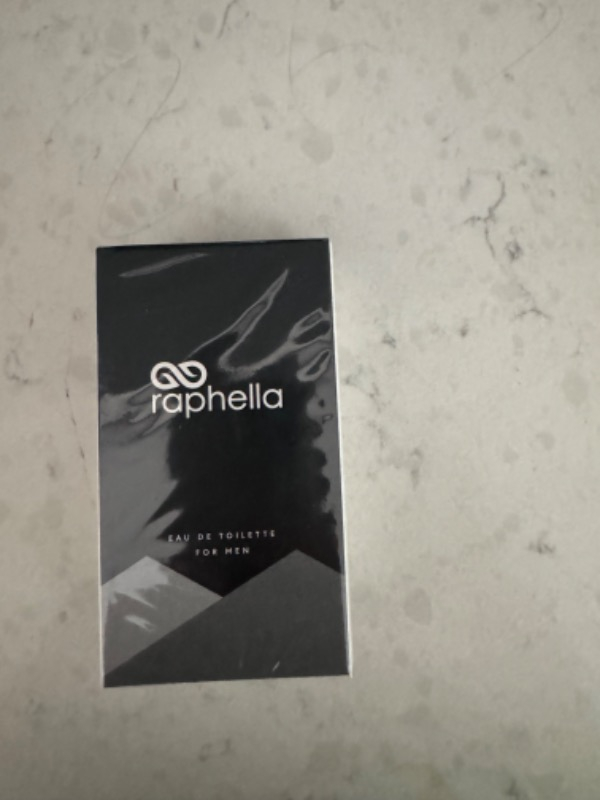 raphella
EAU DE TOILETTE
FOR MEN